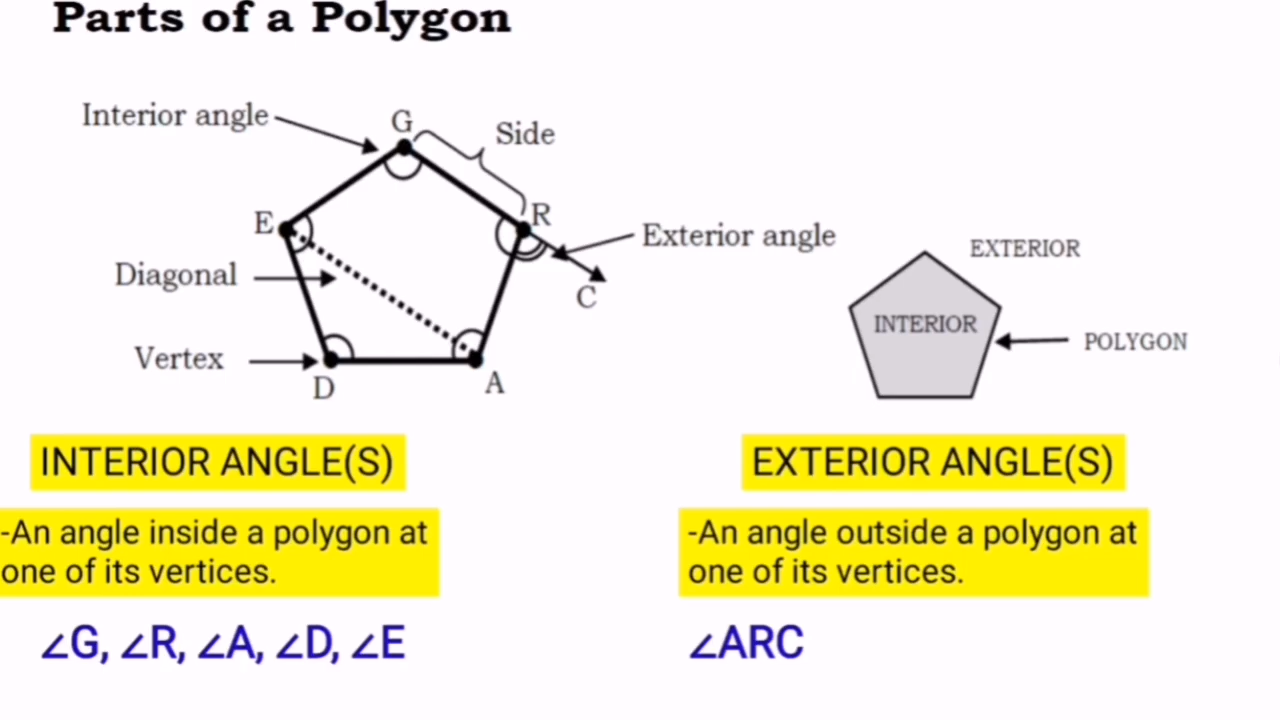 Parts of a Polygon
Interior angle
G
Side
E
R
Exterior angle
Diagonal
C
Vertex
D
A
EXTERIOR
INTERIOR
POLYGON
INTERIOR ANGLE(S)
-An angle inside a polygon at
one of its vertices.
∠G, ∠R, ∠A, ∠D, ∠E
EXTERIOR ANGLE(S)
-An angle outside a polygon at
one of its vertices.
∠ARC